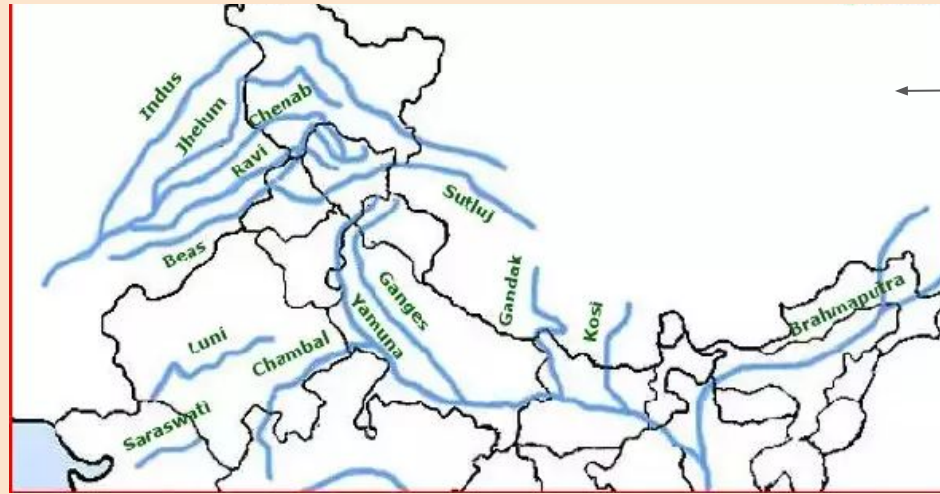 Indus
Jhelum
Chenab
Ravi
Sutluj
Beas
Gandak
Ganges
Kosi
Brahmaputra
Yamuna
Luni
Chambal
Saraswati